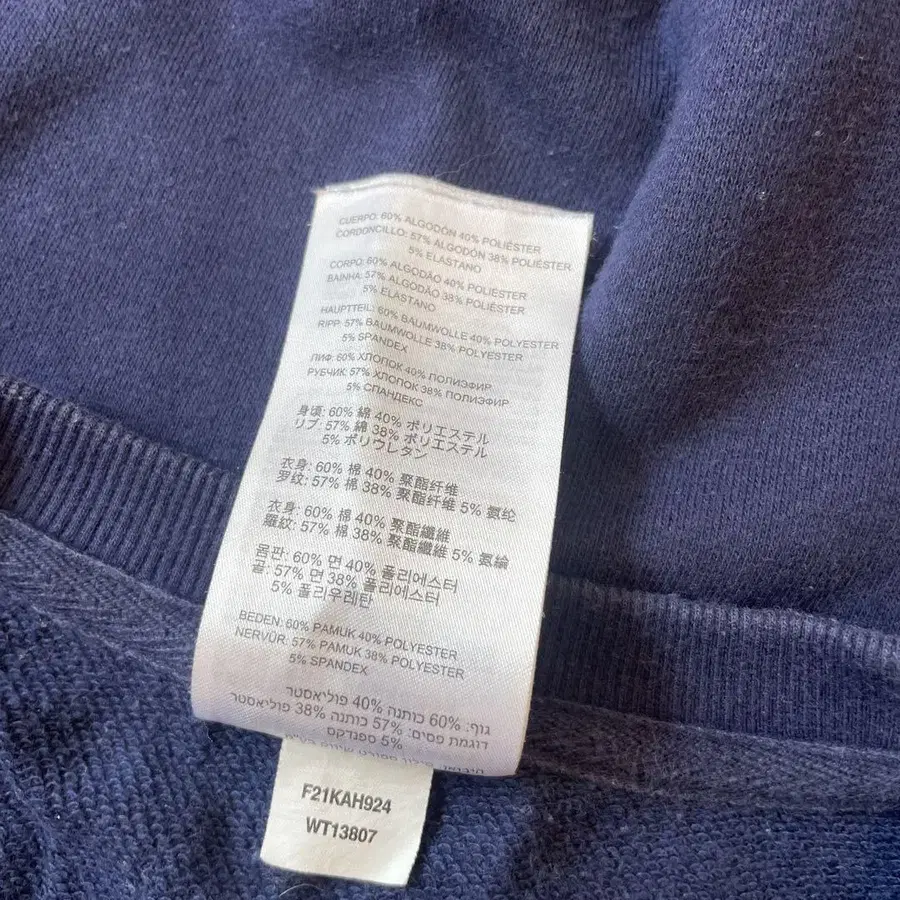 CUERPO: 60% ALGODÓN 40% POLIÉSTER
CORDONCILLO: 57% ALGODÓN 38% POLIÉSTER
5% ELASTANO
CORPO: 60% ALGODÃO 40% POLIÉSTER
BAINHA: 57% ALGODÃO 38% POLIÉSTER
5% ELASTANO
HAUPTTEIL: 60% BAUMWOLLE 40% POLYESTER
RIPP: 57% BAUMWOLLE 38% POLYESTER
5% SPANDEX
ЛИФ: 60% ХЛОПОК 40% ПОЛИЭФИР
РУБЧИК: 57% ХЛОПОК 38% ПОЛИЭФИР
5% СПАНДЕКС
身頃: 60% 綿 40% ポリエステル
リブ: 57% 綿 38% ポリエステル
5% ポリウレタン
衣身: 60% 棉 40% 聚酯纤维
罗纹: 57% 棉 38% 聚酯纤维 5% 氨纶
衣身: 60% 棉 40% 聚酯纖維
羅紋: 57% 棉 38% 聚酯纖維 5% 氨綸
몸판: 60% 면 40% 폴리에스터
골: 57% 면 38% 폴리에스터
5% 폴리우레탄
BEDEN: 60% PAMUK 40% POLYESTER
NERVÜR: 57% PAMUK 38% POLYESTER
5% SPANDEX
גוף: 60% כותנה 40% פוליאסטר
דוגמת פסים: 57% כותנה 38% פוליאסטר
5% ספנדקס
F21KAH924
WT13807